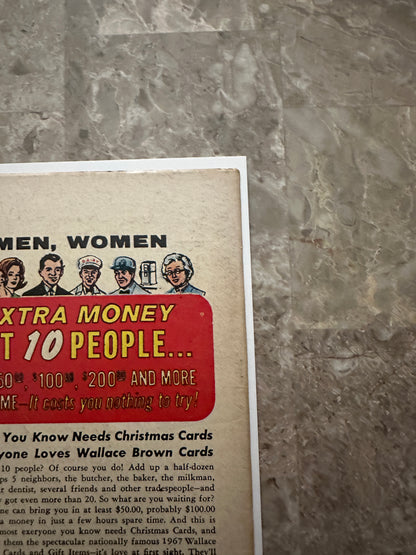 MEN, WOMEN
XTRA MONEY
T 10 PEOPLE...
50⁰⁰, $100⁰⁰, $200⁰⁰ AND MORE
ME—It costs you nothing to try!
You Know Needs Christmas Cards
yone Loves Wallace Brown Cards
10 people? Of course you do! Add up a half-dozen
ps 5 neighbors, the butcher, the baker, the milkman,
r dentist, several friends and other tradespeople—and
y got even more than 20. So what are you waiting for?
one can bring you in at least $50.00, probably $100.00
a money in just a few hours spare time. And this is
most everyone you know needs Christmas Cards, and
them the spectacular nationally famous 1967 Wallace
Cards and Gift Items—it's love at first sight. They'll